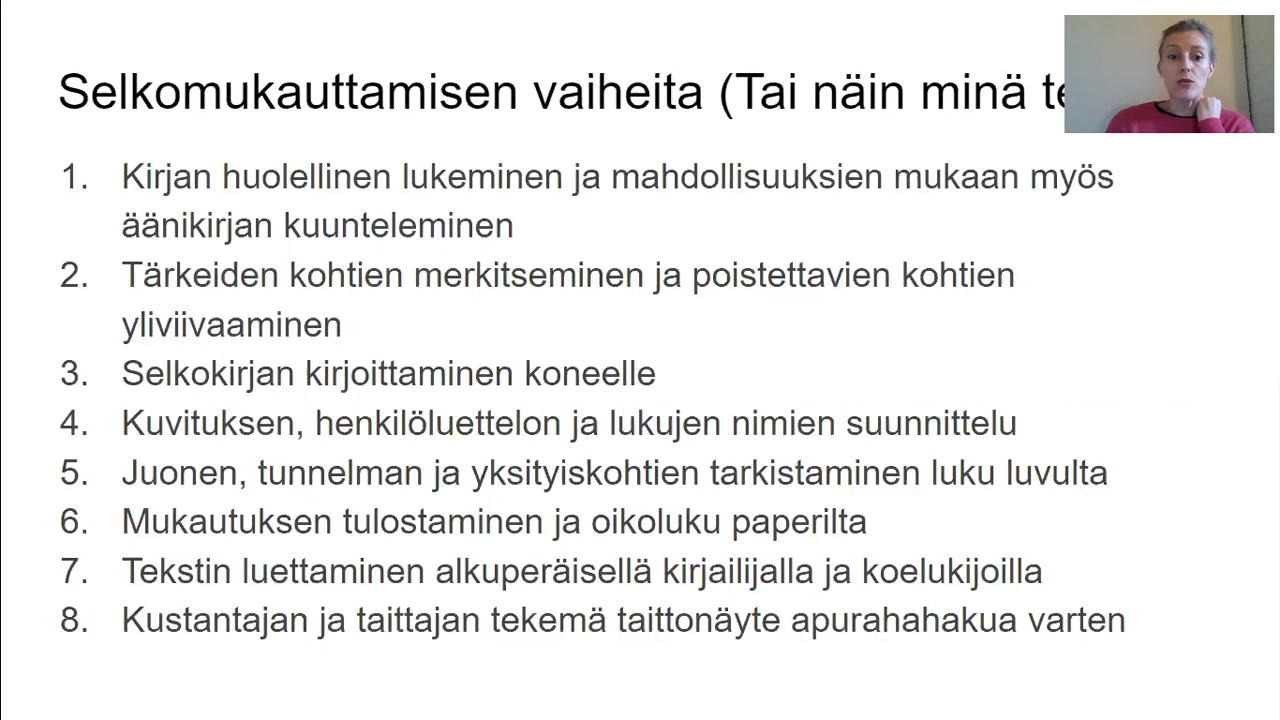 Selkomukauttamisen vaiheita (Tai näin minä
1. Kirjan huolellinen lukeminen ja mahdollisuuksien mukaan myös
äänikirjan kuunteleminen
2. Tärkeiden kohtien merkitseminen ja poistettavien kohtien
yliviivaaminen
3. Selkokirjan kirjoittaminen koneelle
4. Kuvituksen, henkilöluettelon ja lukujen nimien suunnittelu
5. Juonen, tunnelman ja yksityiskohtien tarkistaminen luku luvulta
6. Mukautuksen tulostaminen ja oikoluku paperilta
7. Tekstin luettaminen alkuperäisellä kirjailijalla ja koelukijoilla
8. Kustantajan ja taittajan tekemä taittonäyte apurahahakua varten